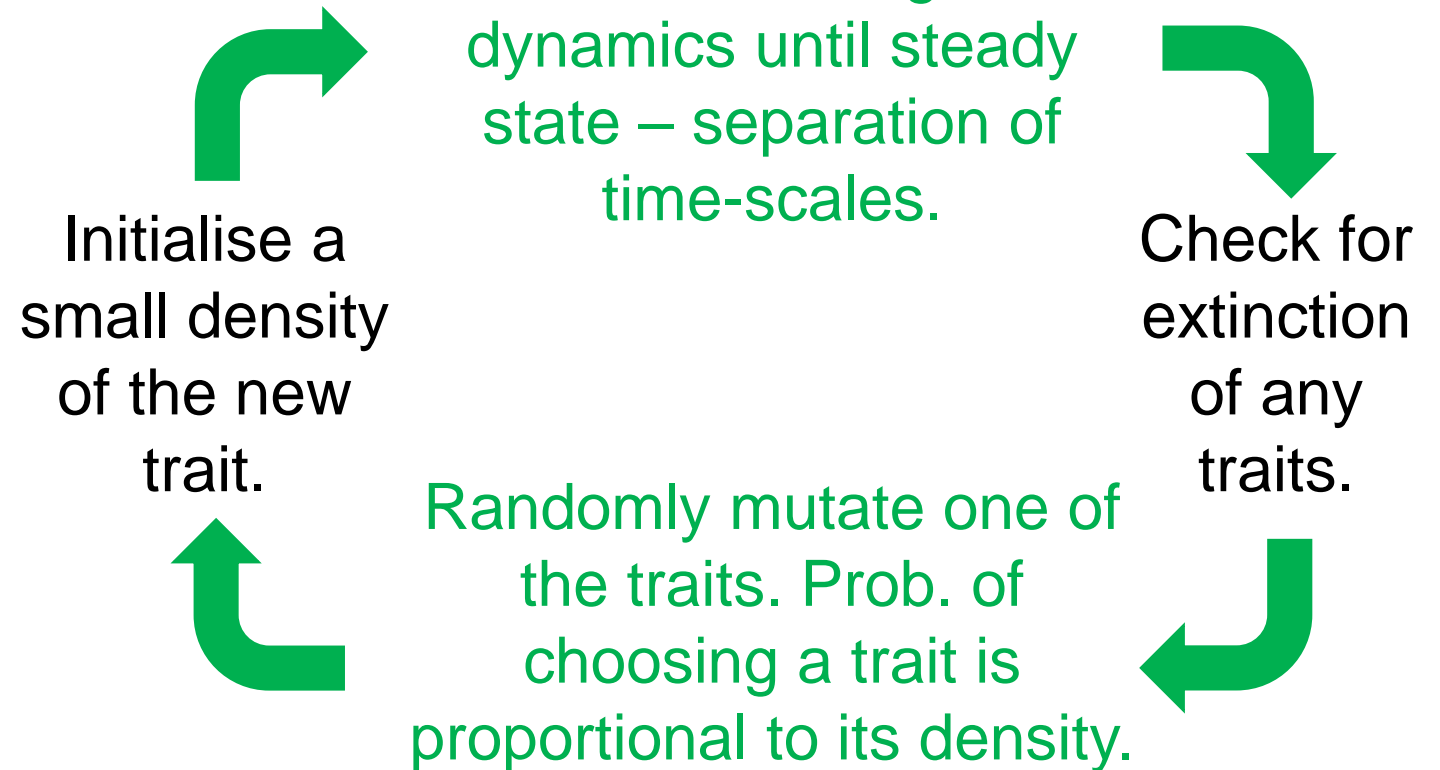 dynamics until steady
state – separation of
time-scales.
Check for
extinction
of any
traits.
Randomly mutate one of
the traits. Prob. of
choosing a trait is
proportional to its density.
Initialise a
small density
of the new
trait.